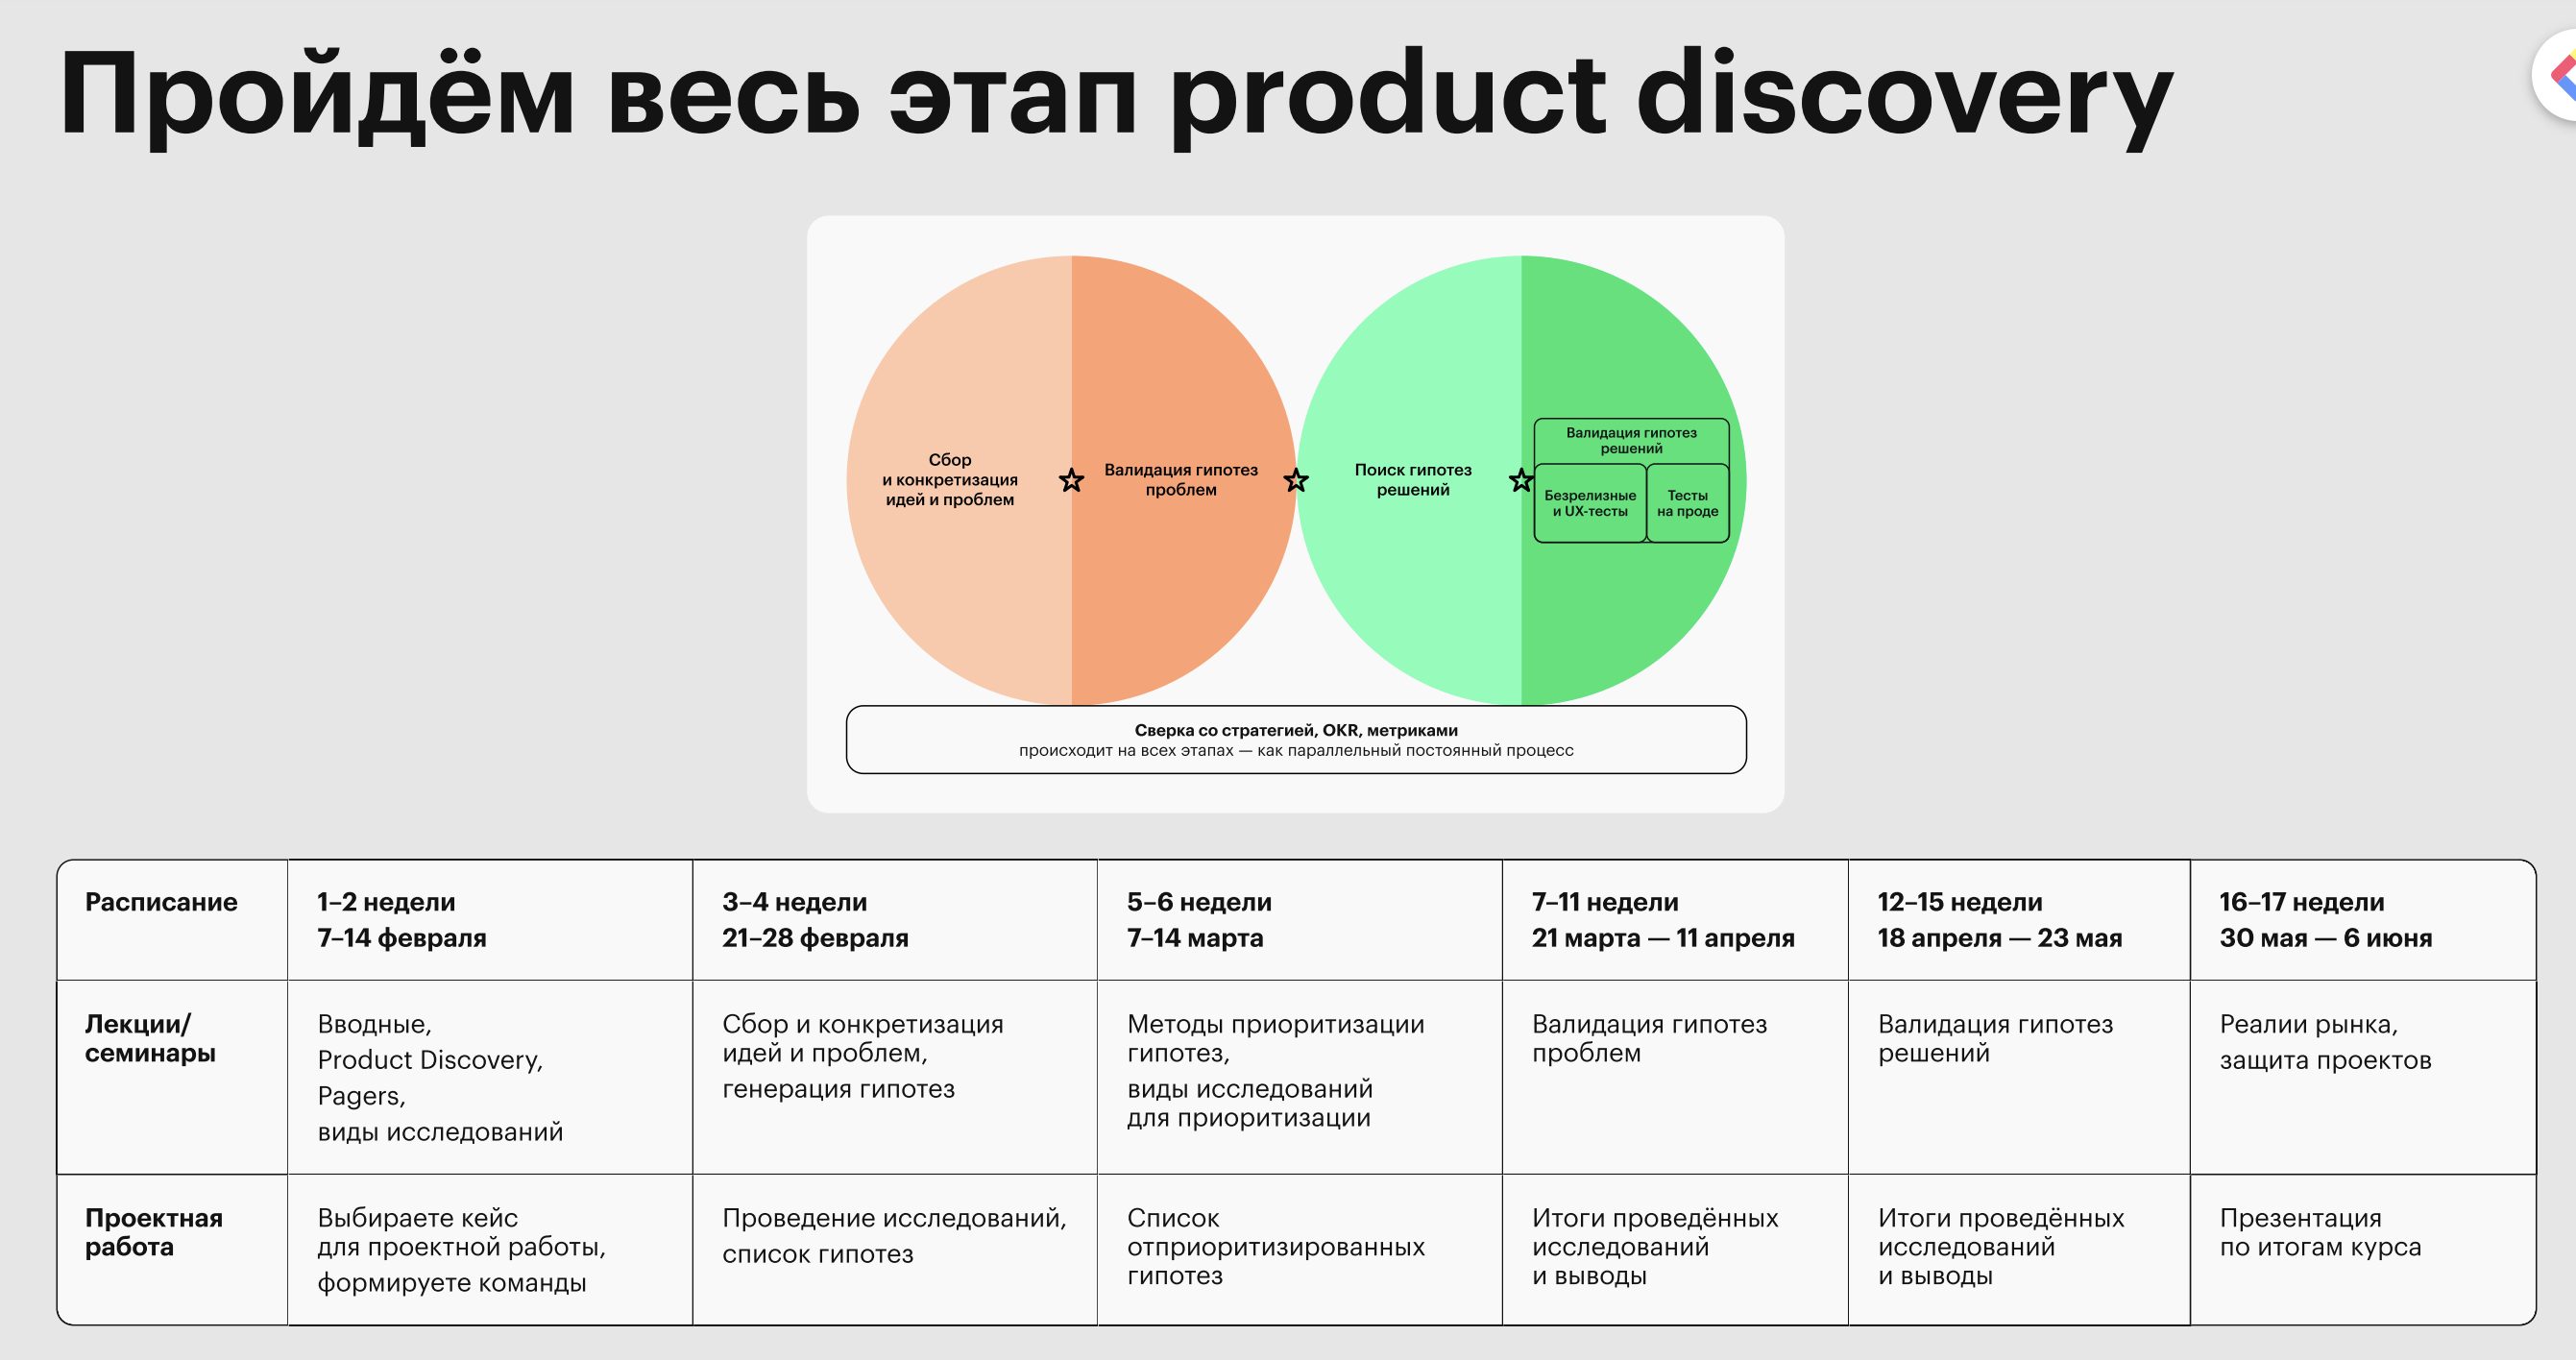 Пройдём весь этап product discovery
Сбор
и конкретизация
идей и проблем
Валидация гипотез
проблем
Поиск гипотез
решений
Валидация гипотез
решений
Безрелизные
и UX-тесты
Тесты
на проде
Сверка со стратегией, OKR, метриками
происходит на всех этапах — как параллельный постоянный процесс
Расписание
1–2 недели
7–14 февраля
3–4 недели
21–28 февраля
5–6 недели
7–14 марта
7–11 недели
21 марта — 11 апреля
12–15 недели
18 апреля — 23 мая
16–17 недели
30 мая — 6 июня
Лекции/
семинары
Вводные,
Product Discovery,
Pagers,
виды исследований
Сбор и конкретизация
идей и проблем,
генерация гипотез
Методы приоритизации
гипотез,
виды исследований
для приоритизации
Валидация гипотез
проблем
Валидация гипотез
решений
Реалии рынка,
защита проектов
Проектная
работа
Выбираете кейс
для проектной работы,
формируете команды
Проведение исследований,
список гипотез
Список
отприоритизированных
гипотез
Итоги проведённых
исследований
и выводы
Итоги проведённых
исследований
и выводы
Презентация
по итогам курса